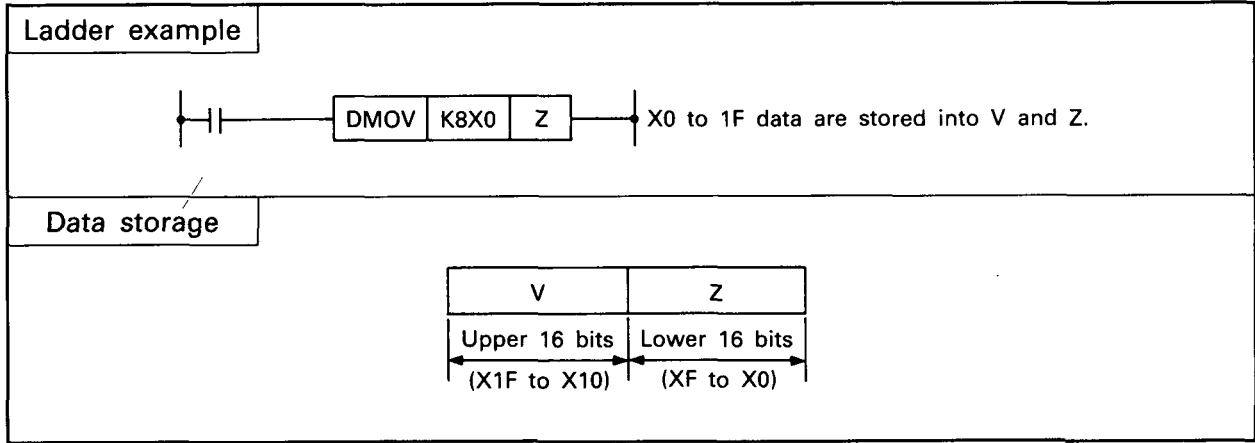 Ladder example
DMOV K8X0 Z X0 to 1F data are stored into V and Z.
Data storage
V Z
Upper 16 bits Lower 16 bits
(X1F to X10) (XF to X0)